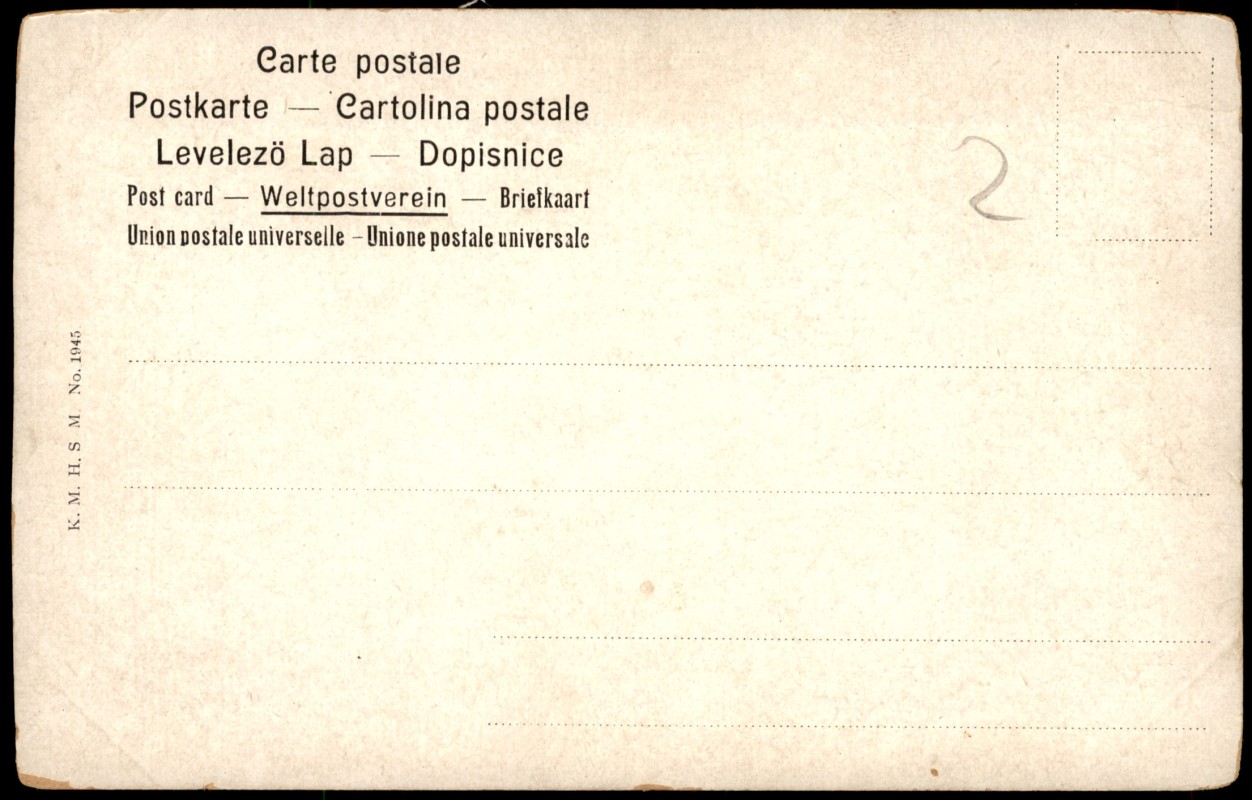 Carte postale
Postkarte — Cartolina postale
Levelezö Lap — Dopisnice
Post card — Weltpostverein — Briefkaart
Union postale universelle – Unione postale universale
2
K. M. H. S M No. 1945